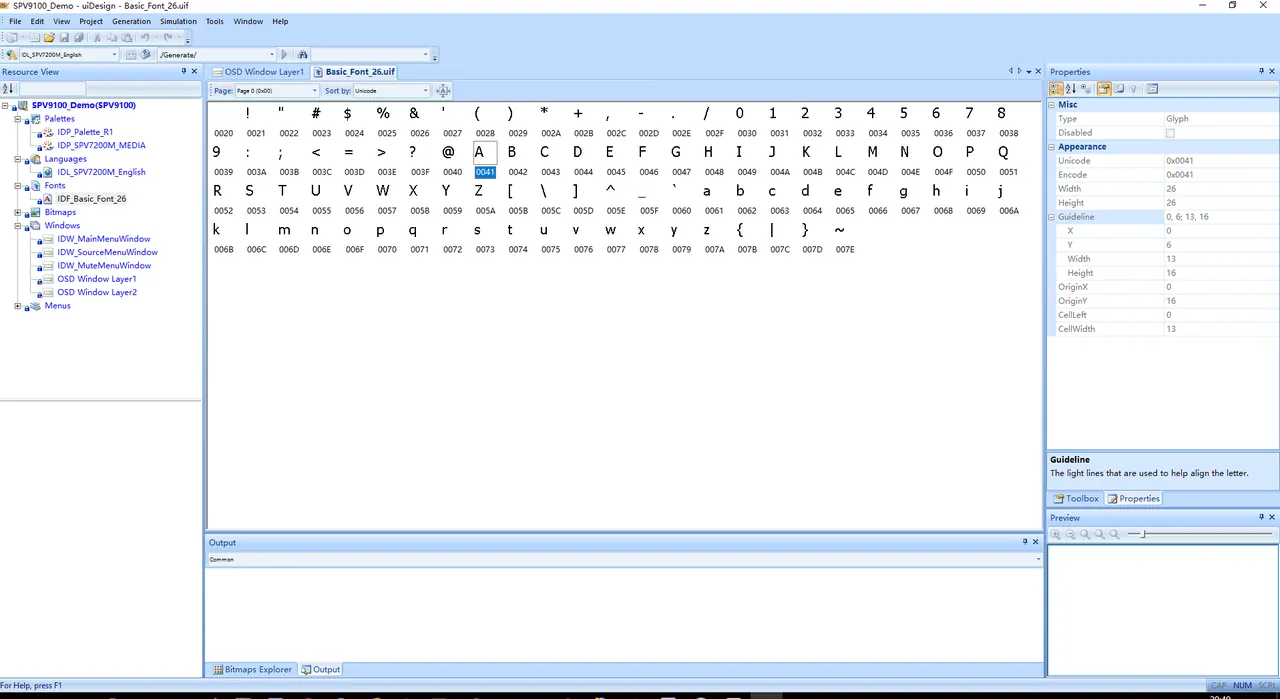 SPV9100_Demo - uiDesign - Basic_Font_26.uif
File Edit View Project Generation Simulation Tools Window Help
IDL_SPV7200M_English /Generate/
Resource View
OSD Window Layer1 Basic_Font_26.uif
Page: Page 0 (0x00) Sort by: Unicode
SPV9100_Demo(SPV9100)
Palettes
IDP_Palette_R1
IDP_SPV7200M_MEDIA
Languages
IDL_SPV7200M_English
Fonts
IDF_Basic_Font_26
Bitmaps
Windows
IDW_MainMenuWindow
IDW_SourceMenuWindow
IDW_MuteMenuWindow
OSD Window Layer1
OSD Window Layer2
Menus
! " # $ % & ' ( ) * + , - . / 0 1 2 3 4 5 6 7 8
0020 0021 0022 0023 0024 0025 0026 0027 0028 0029 002A 002B 002C 002D 002E 002F 0030 0031 0032 0033 0034 0035 0036 0037 0038
9 : ; < = > ? @ A B C D E F G H I J K L M N O P Q
0039 003A 003B 003C 003D 003E 003F 0040 0041 0042 0043 0044 0045 0046 0047 0048 0049 004A 004B 004C 004D 004E 004F 0050 0051
R S T U V W X Y Z [ \ ] ^ _ ` a b c d e f g h i j
0052 0053 0054 0055 0056 0057 0058 0059 005A 005B 005C 005D 005E 005F 0060 0061 0062 0063 0064 0065 0066 0067 0068 0069 006A
k l m n o p q r s t u v w x y z { | } ~
006B 006C 006D 006E 006F 0070 0071 0072 0073 0074 0075 0076 0077 0078 0079 007A 007B 007C 007D 007E
Properties
Misc
Type Glyph
Disabled
Appearance
Unicode 0x0041
Encode 0x0041
Width 26
Height 26
Guideline 0, 6; 13, 16
X 0
Y 6
Width 13
Height 16
OriginX 0
OriginY 16
CellLeft 0
CellWidth 13
Guideline
The light lines that are used to help align the letter.
Toolbox Properties
Preview
Output
Common
Bitmaps Explorer Output
For Help, press F1
CAP NUM SCRL